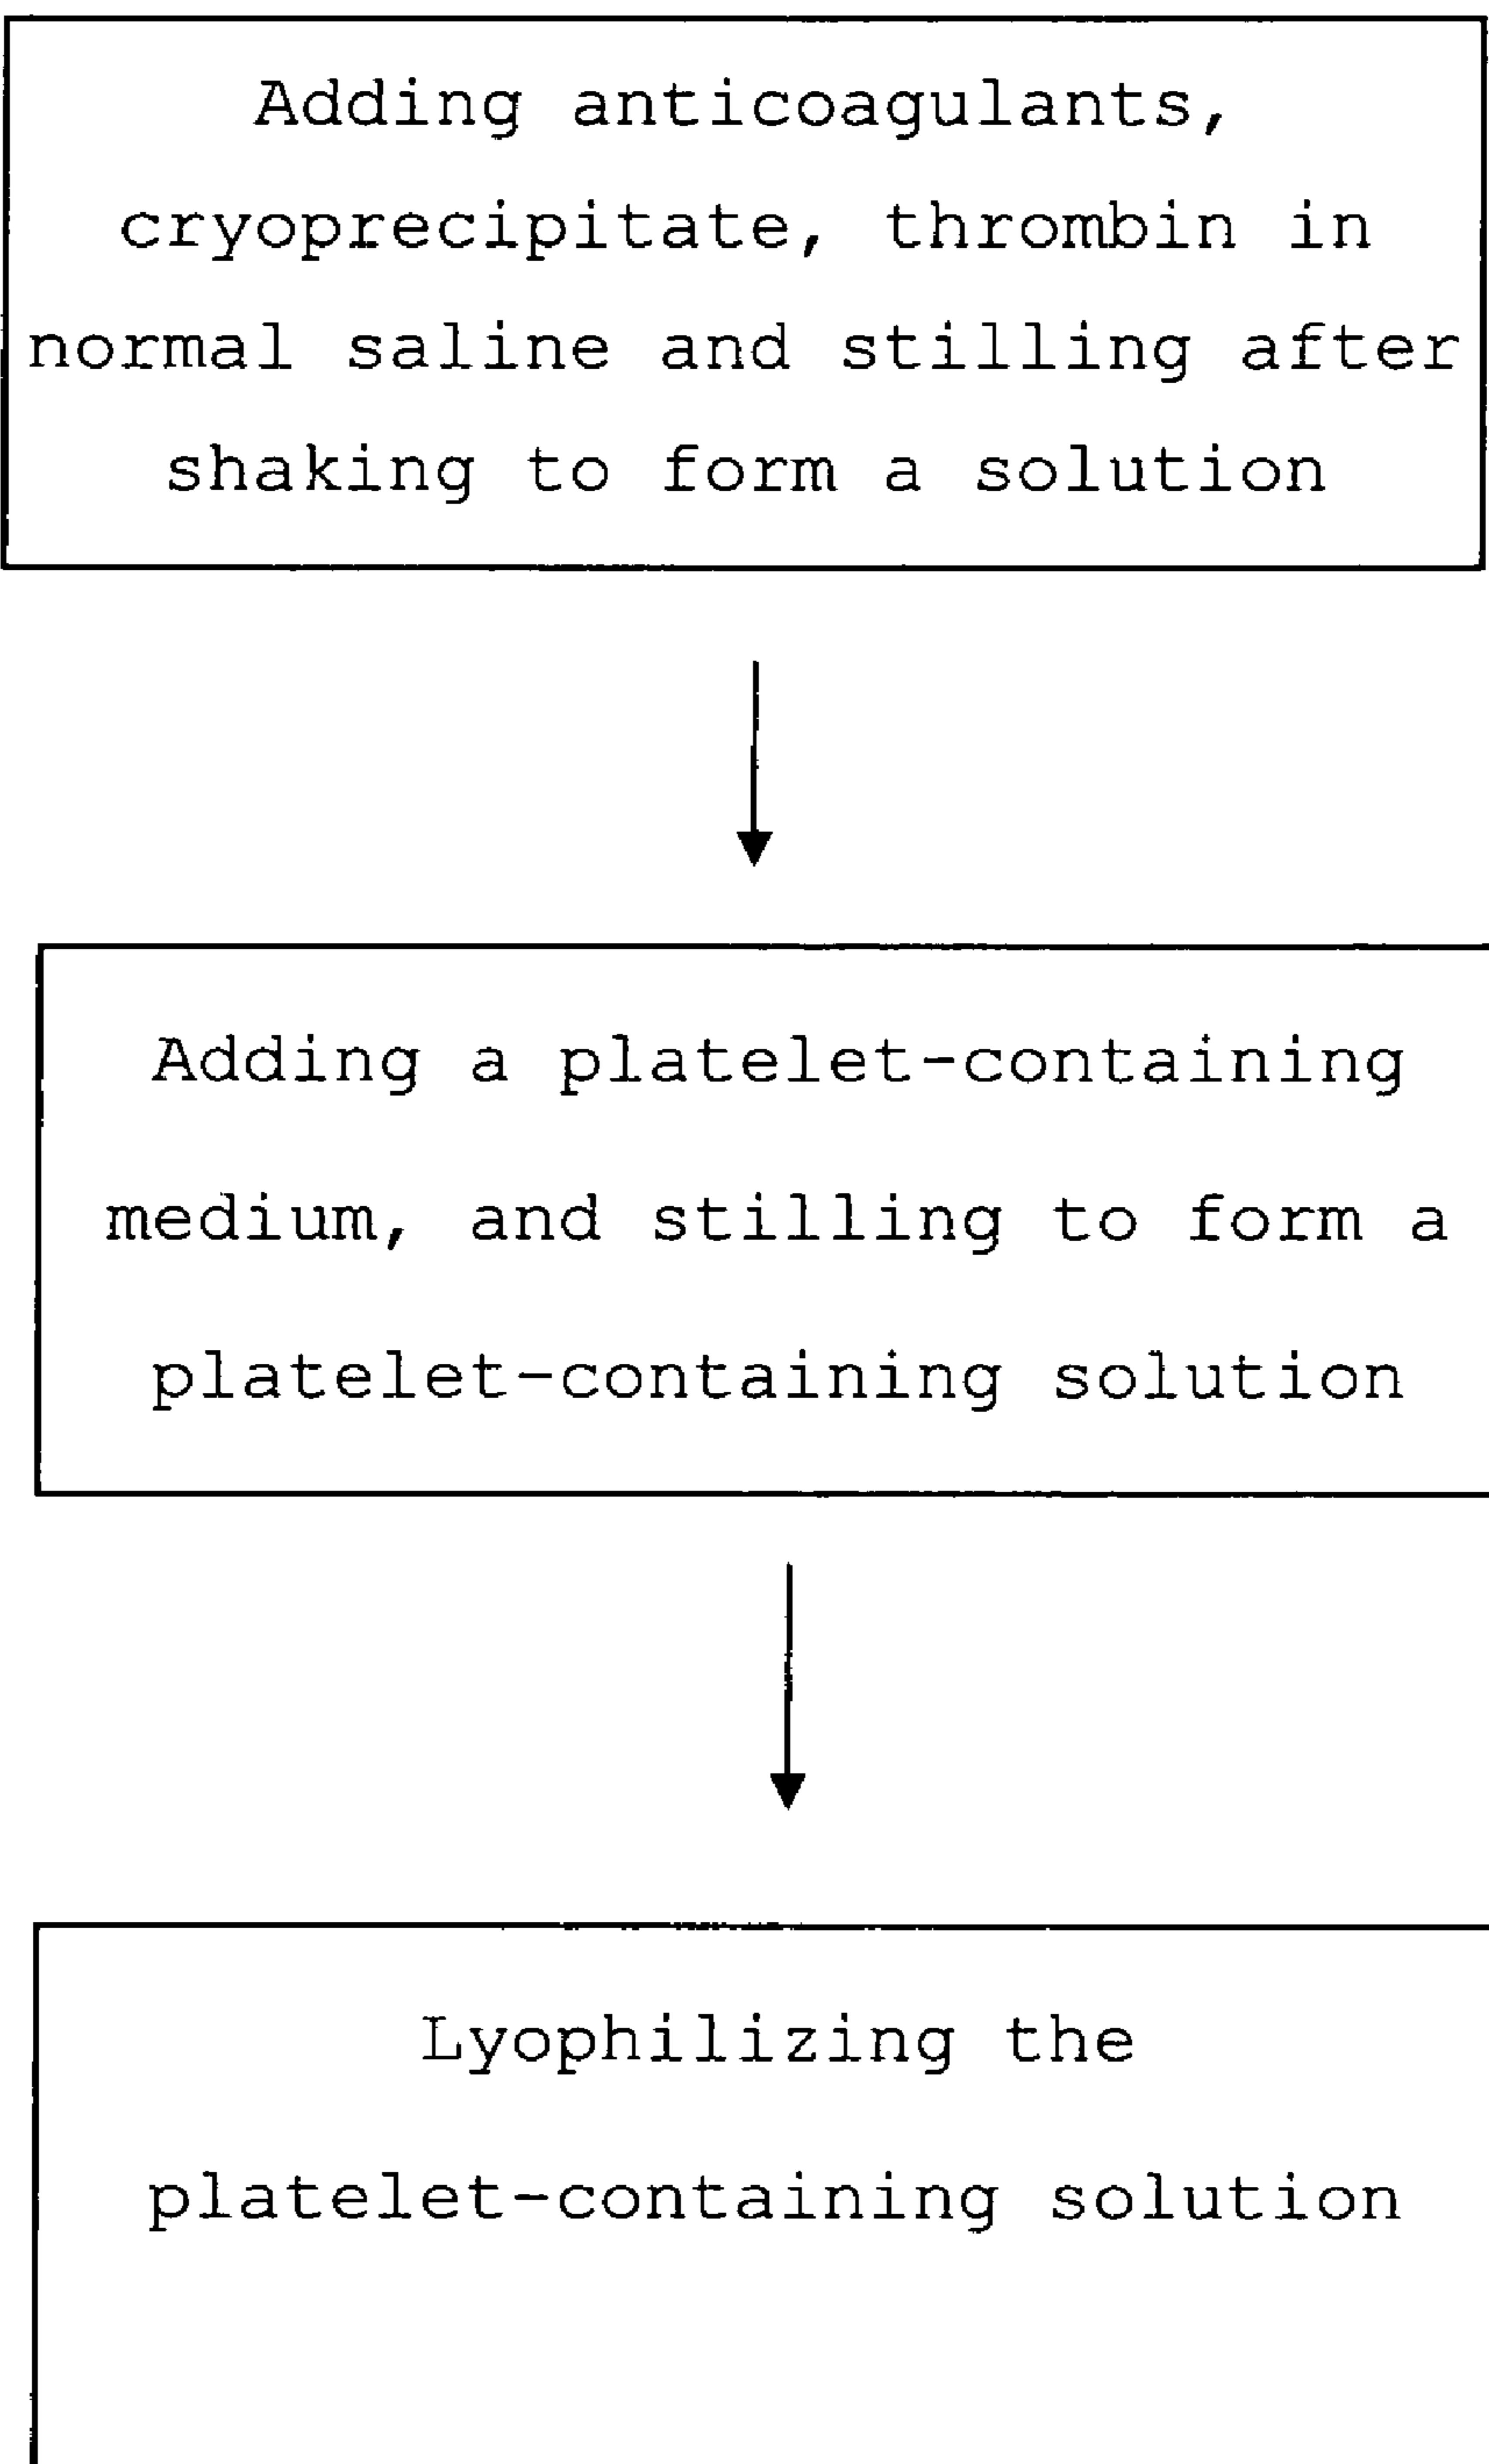 Adding anticoagulants,
cryoprecipitate, thrombin in
normal saline and stilling after
shaking to form a solution
Adding a platelet-containing
medium, and stilling to form a
platelet-containing solution
Lyophilizing the
platelet-containing solution